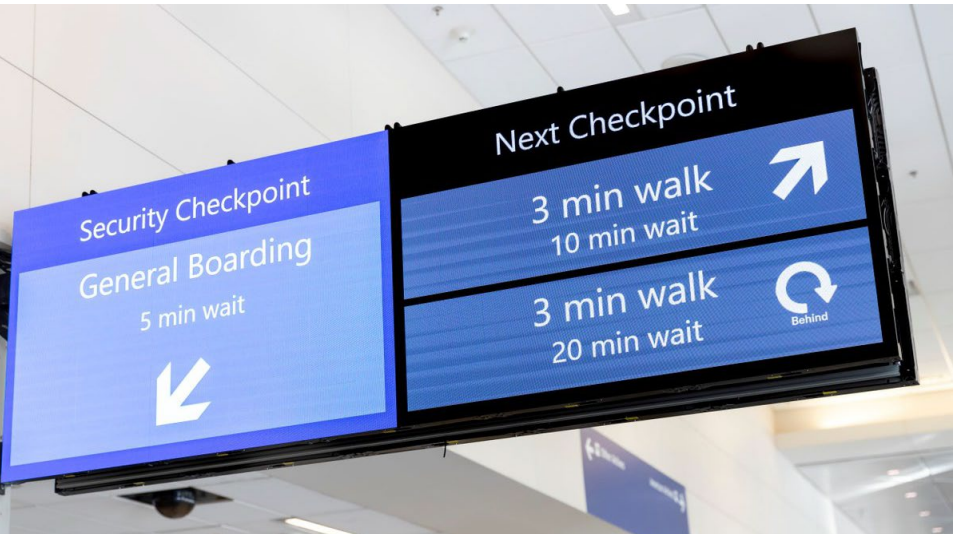 Security Checkpoint
General Boarding
5 min wait
Next Checkpoint
3 min walk
10 min wait
3 min walk
20 min wait
Behind